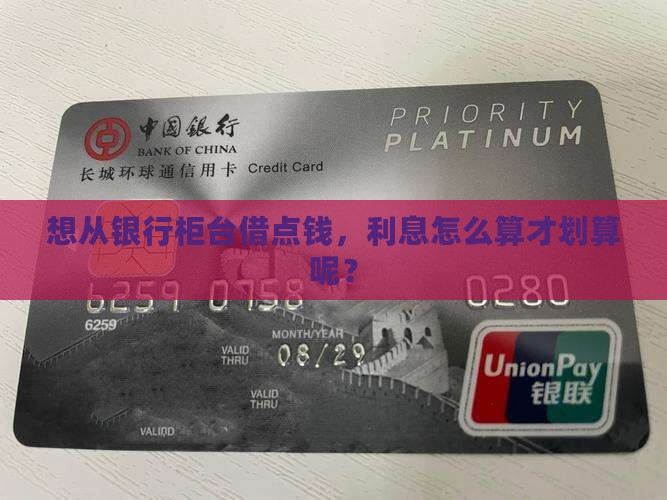 中国银行
BANK OF CHINA
长城环球通信用卡 Credit Card
PRIORITY
PLATINUM
想从银行柜台借点钱，利息怎么算才划算
呢？
6259 0758 0280
6259
MONTH/YEAR
VALID
THRU
08/29
VALID
THRU
VALID D
UnionPay
银联